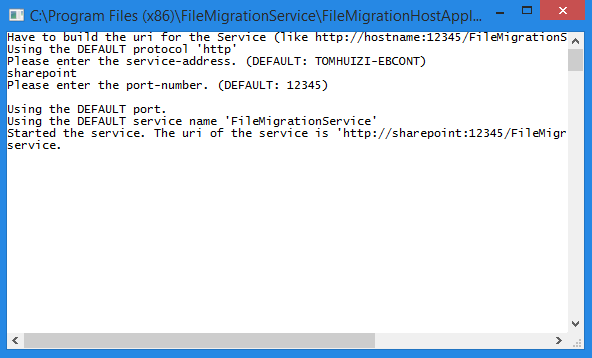 C:\Program Files (x86)\FileMigrationService\FileMigrationHostAppl...
Have to build the uri for the Service (like http://hostname:12345/FileMigrationS
Using the DEFAULT protocol 'http'
Please enter the service-address. (DEFAULT: TOMHUIZI-EBCONT)
sharepoint
Please enter the port-number. (DEFAULT: 12345)
Using the DEFAULT port.
Using the DEFAULT service name 'FileMigrationService'
Started the service. The uri of the service is 'http://sharepoint:12345/FileMigr
service.